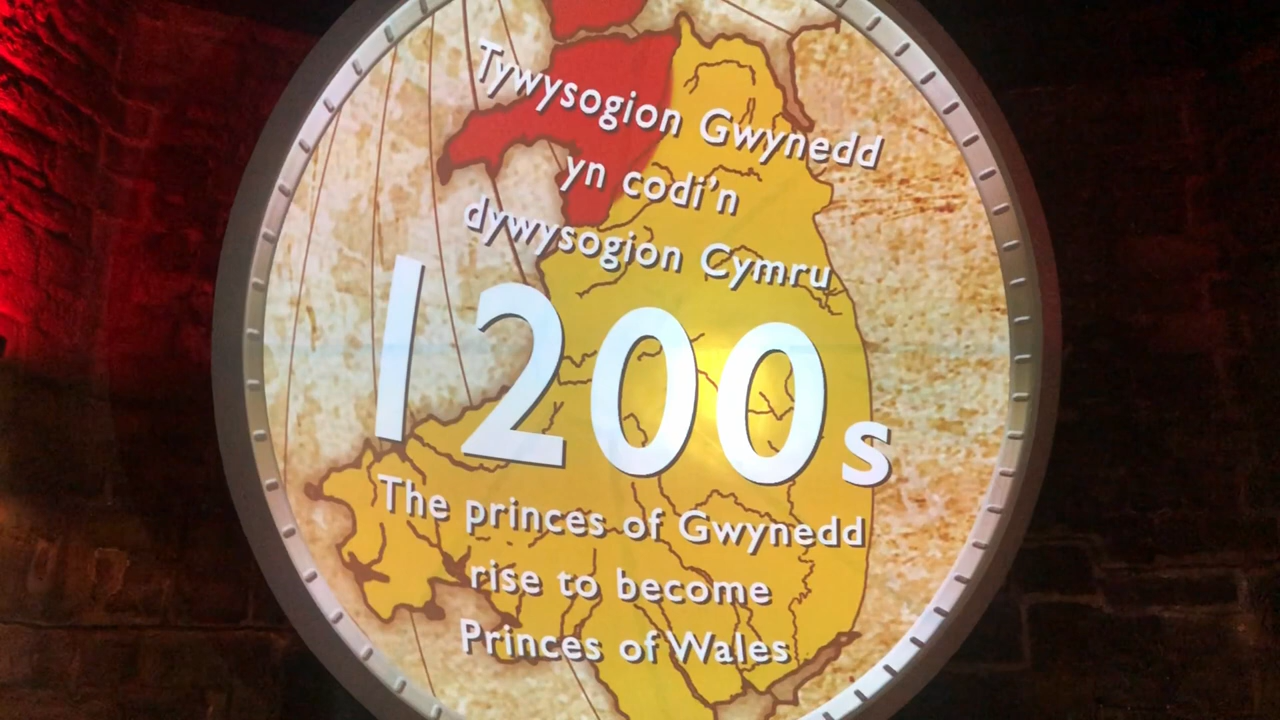 Tywysogion Gwynedd
yn codi'n
dywysogion Cymru
1200s
The princes of Gwynedd
rise to become
Princes of Wales